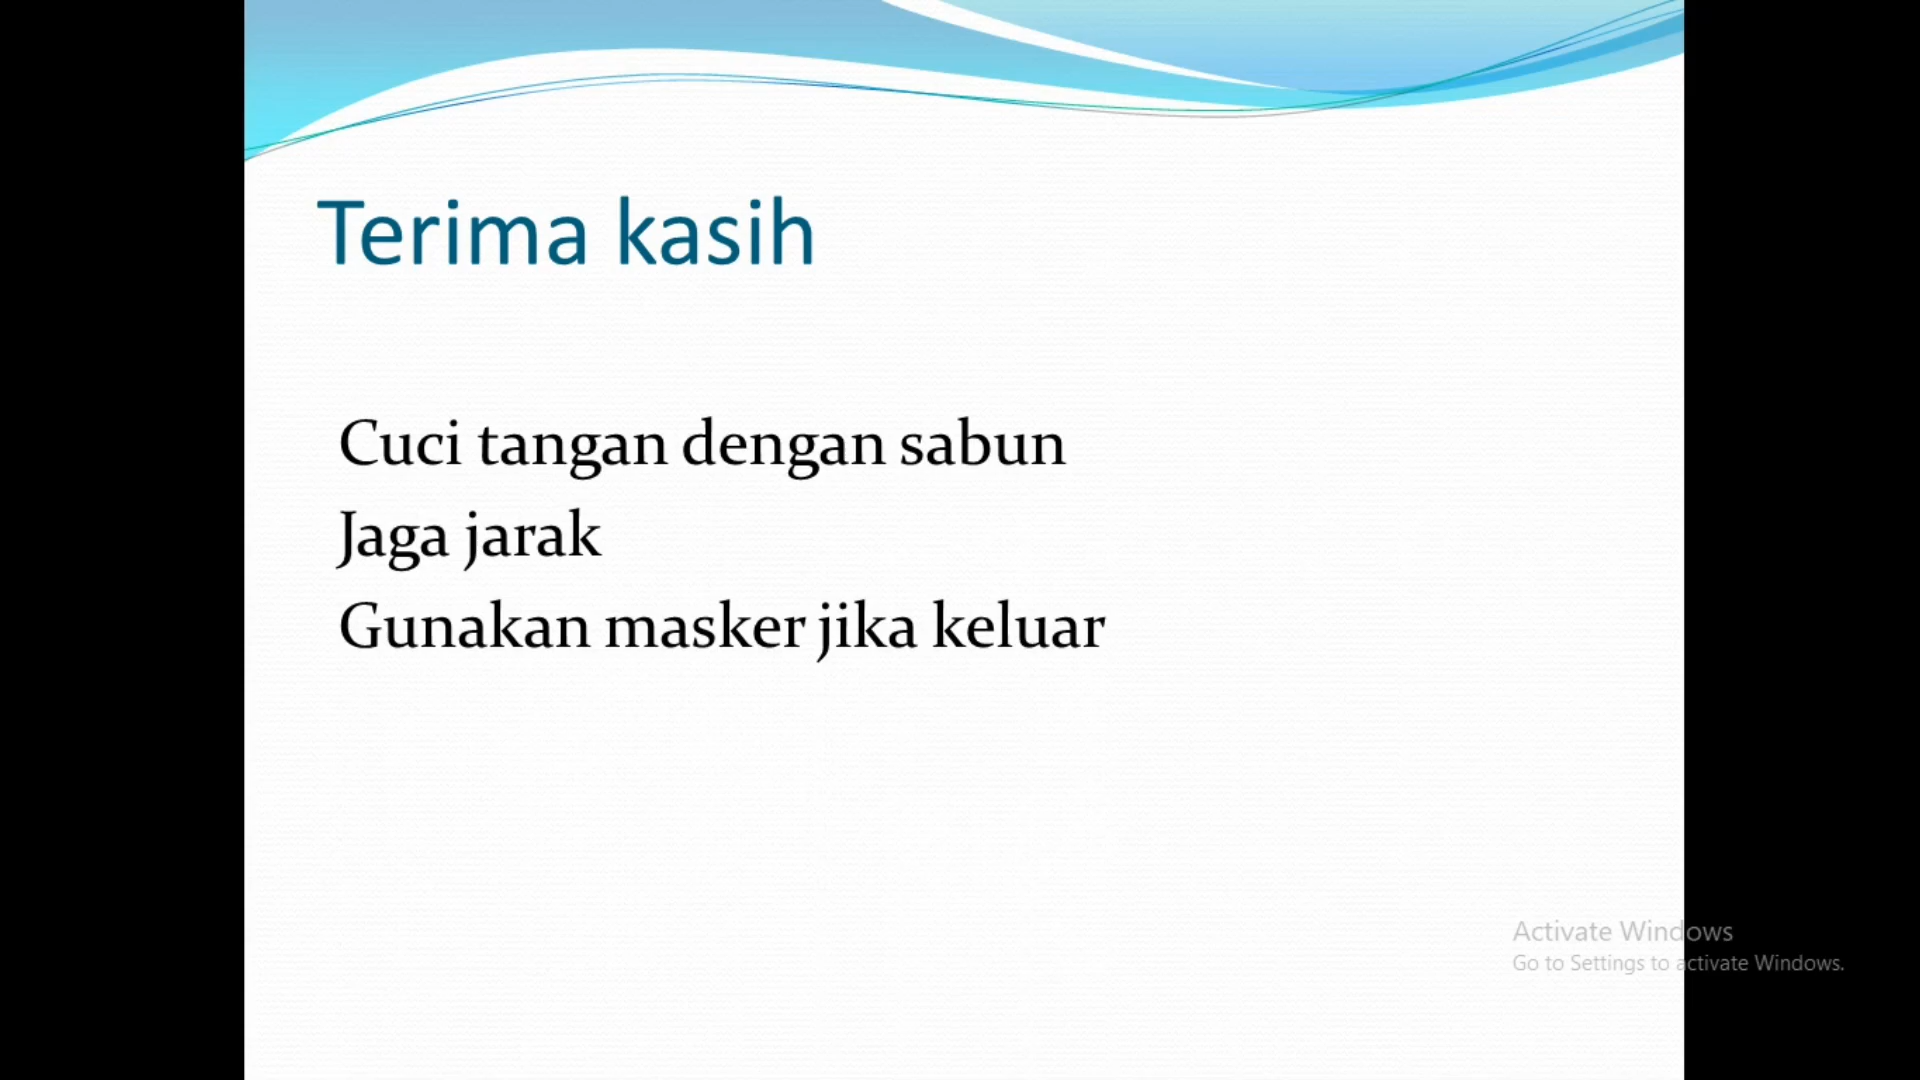 Terima kasih
Cuci tangan dengan sabun
Jaga jarak
Gunakan masker jika keluar
Activate Windows
Go to Settings to activate Windows.